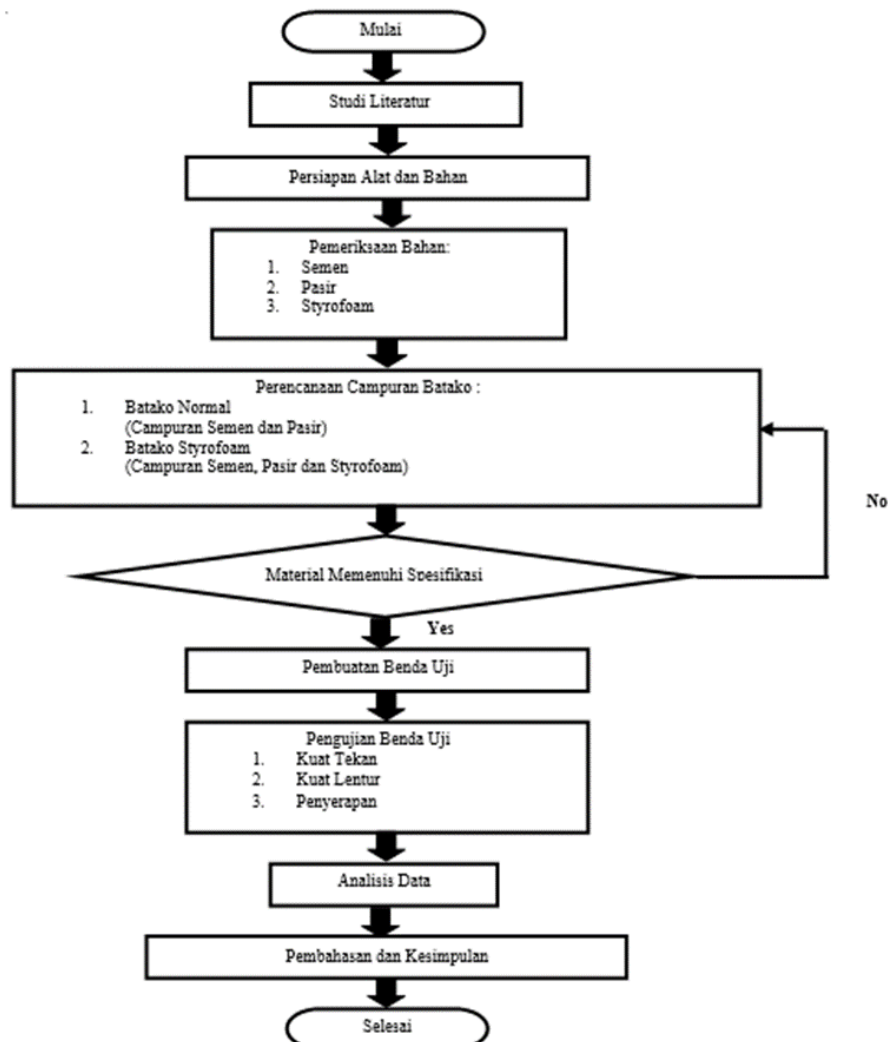 Mulai
Studi Literatur
Persiapan Alat dan Bahan
Pemeriksaan Bahan:
1. Semen
2. Pasir
3. Styrofoam
Perencanaan Campuran Batako :
1. Batako Normal
(Campuran Semen dan Pasir)
2. Batako Styrofoam
(Campuran Semen, Pasir dan Styrofoam)
No
Material Memenuhi Spesifikasi
Yes
Pembuatan Benda Uji
Pengujian Benda Uji
1. Kuat Tekan
2. Kuat Lentur
3. Penyerapan
Analisis Data
Pembahasan dan Kesimpulan
Selesai